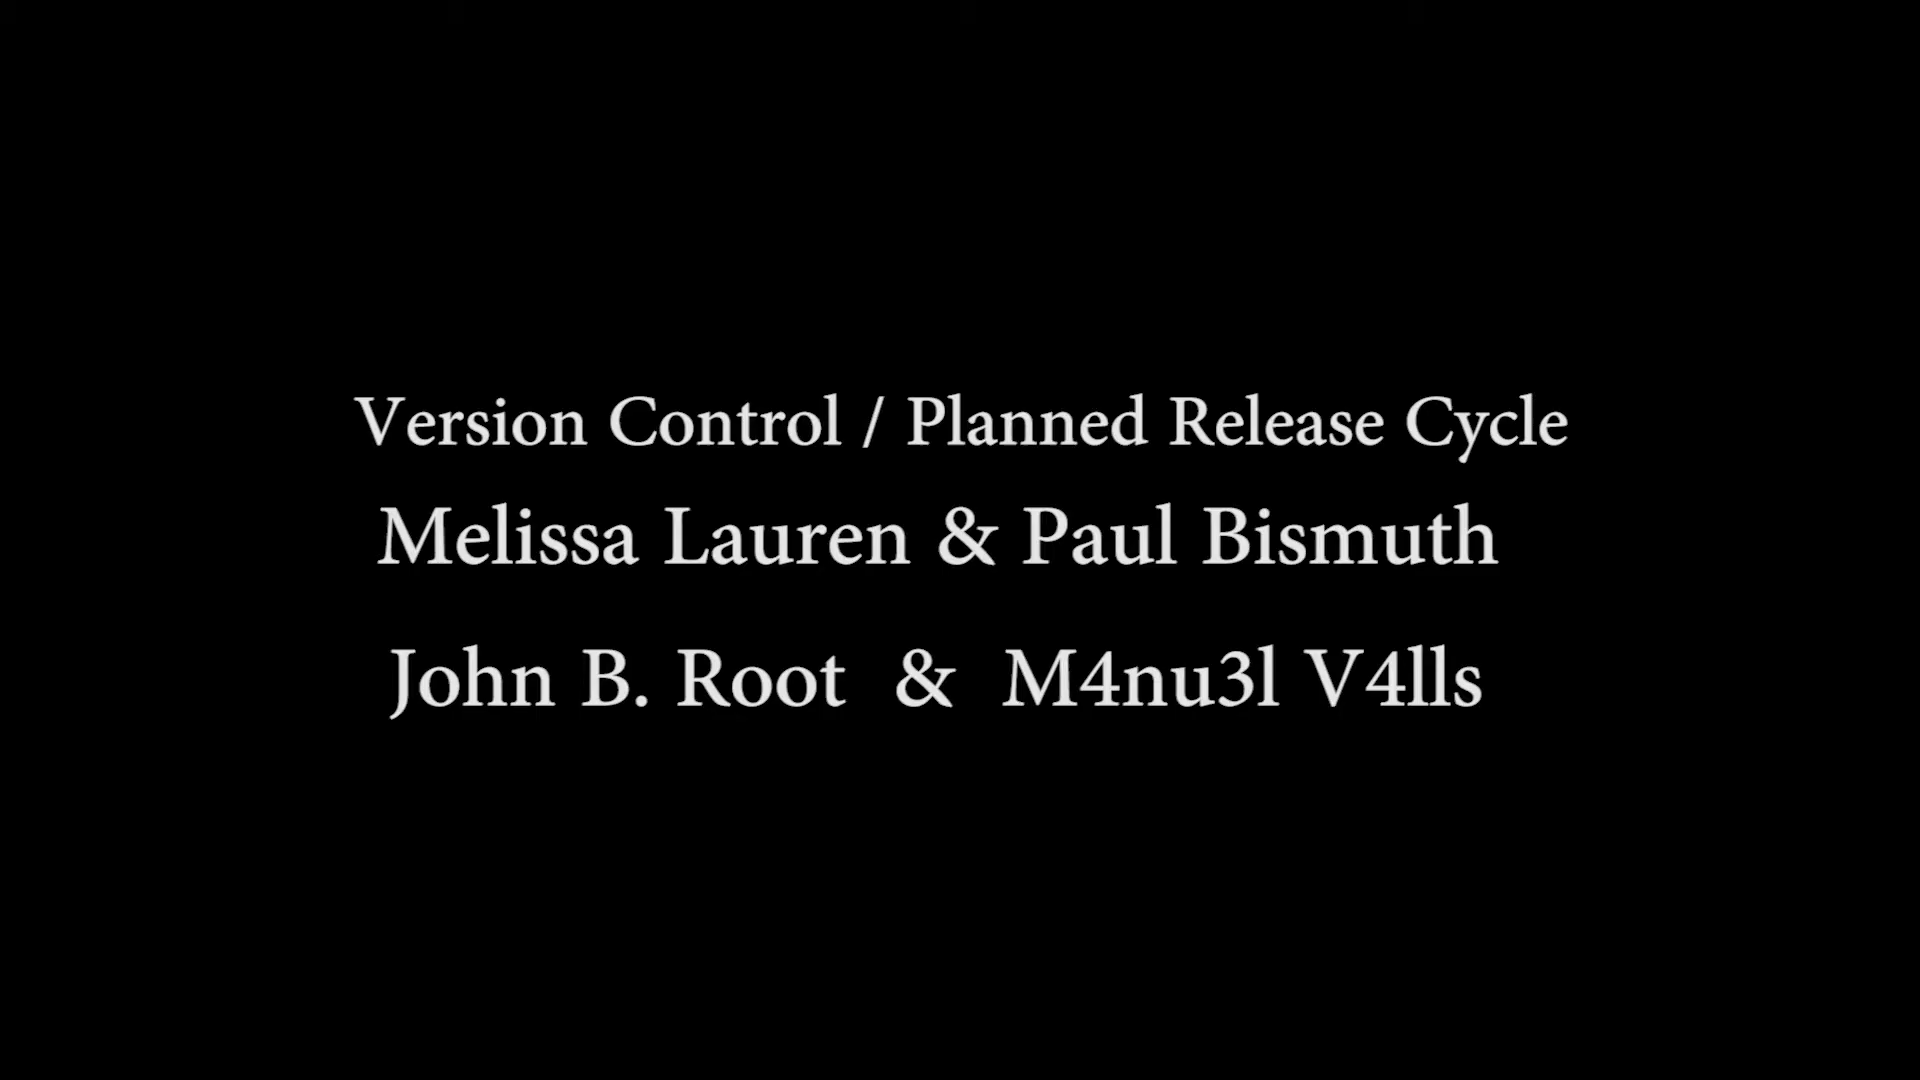 Version Control / Planned Release Cycle
Melissa Lauren & Paul Bismuth
John B. Root & M4nu3l V4lls